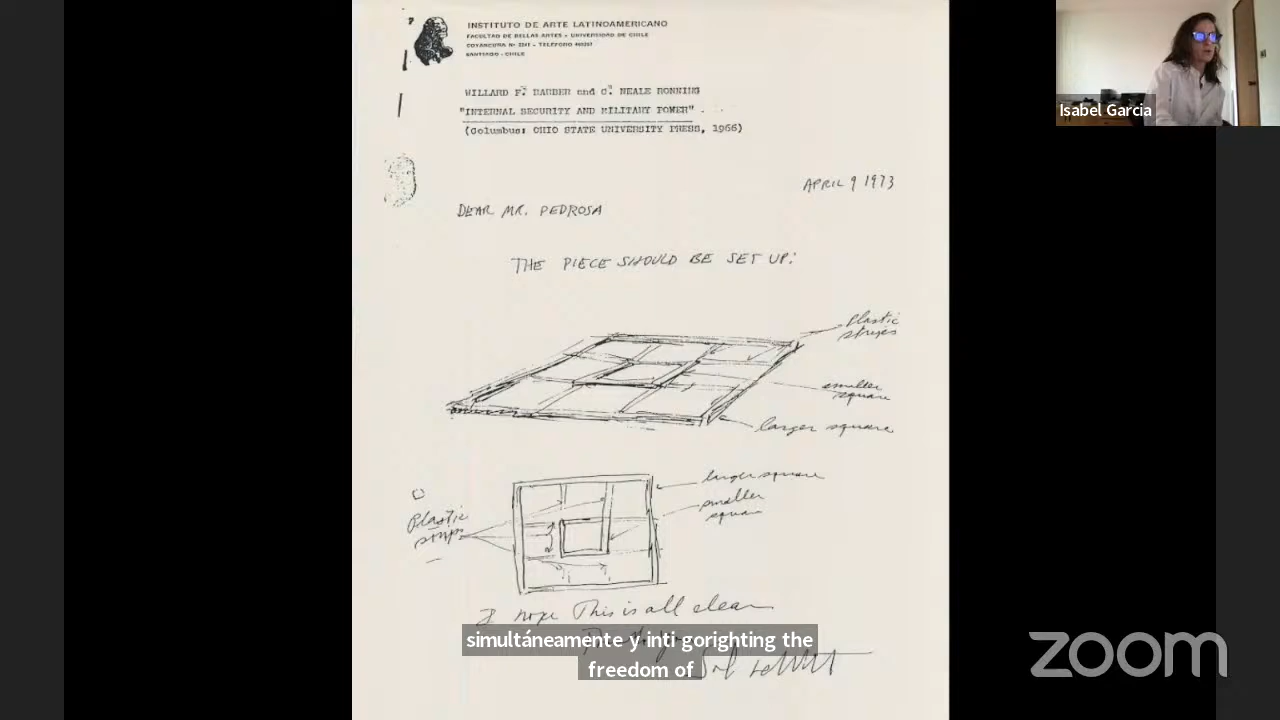 INSTITUTO DE ARTE LATINOAMERICANO
FACULTAD DE BELLAS ARTES - UNIVERSIDAD DE CHILE
SANTIAGO - CHILE
WILLARD F. BARBER and C. NEALE RONNING
"INTERNAL SECURITY AND MILITARY POWER"
(Columbus: OHIO STATE UNIVERSITY PRESS, 1966)
APRIL 9 1973
DEAR MR. PEDROSA
THE PIECE SHOULD BE SET UP:
Plastic
strips
smaller
square
larger square
larger square
smaller
square
Plastic
strips
I hope This is all clear
Sol LeWitt
simultáneamente y inti gorighting the
freedom of
Isabel Garcia
zoom